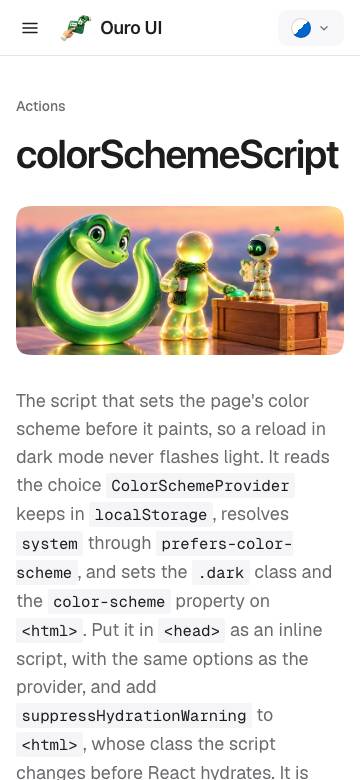 Ouro UI
Actions
colorSchemeScript
The script that sets the page's color
scheme before it paints, so a reload in
dark mode never flashes light. It reads
the choice ColorSchemeProvider
keeps in localStorage, resolves
system through prefers-color-
scheme, and sets the .dark class and
the color-scheme property on
<html>. Put it in <head> as an inline
script, with the same options as the
provider, and add
suppressHydrationWarning to
<html>, whose class the script
changes before React hydrates. It is